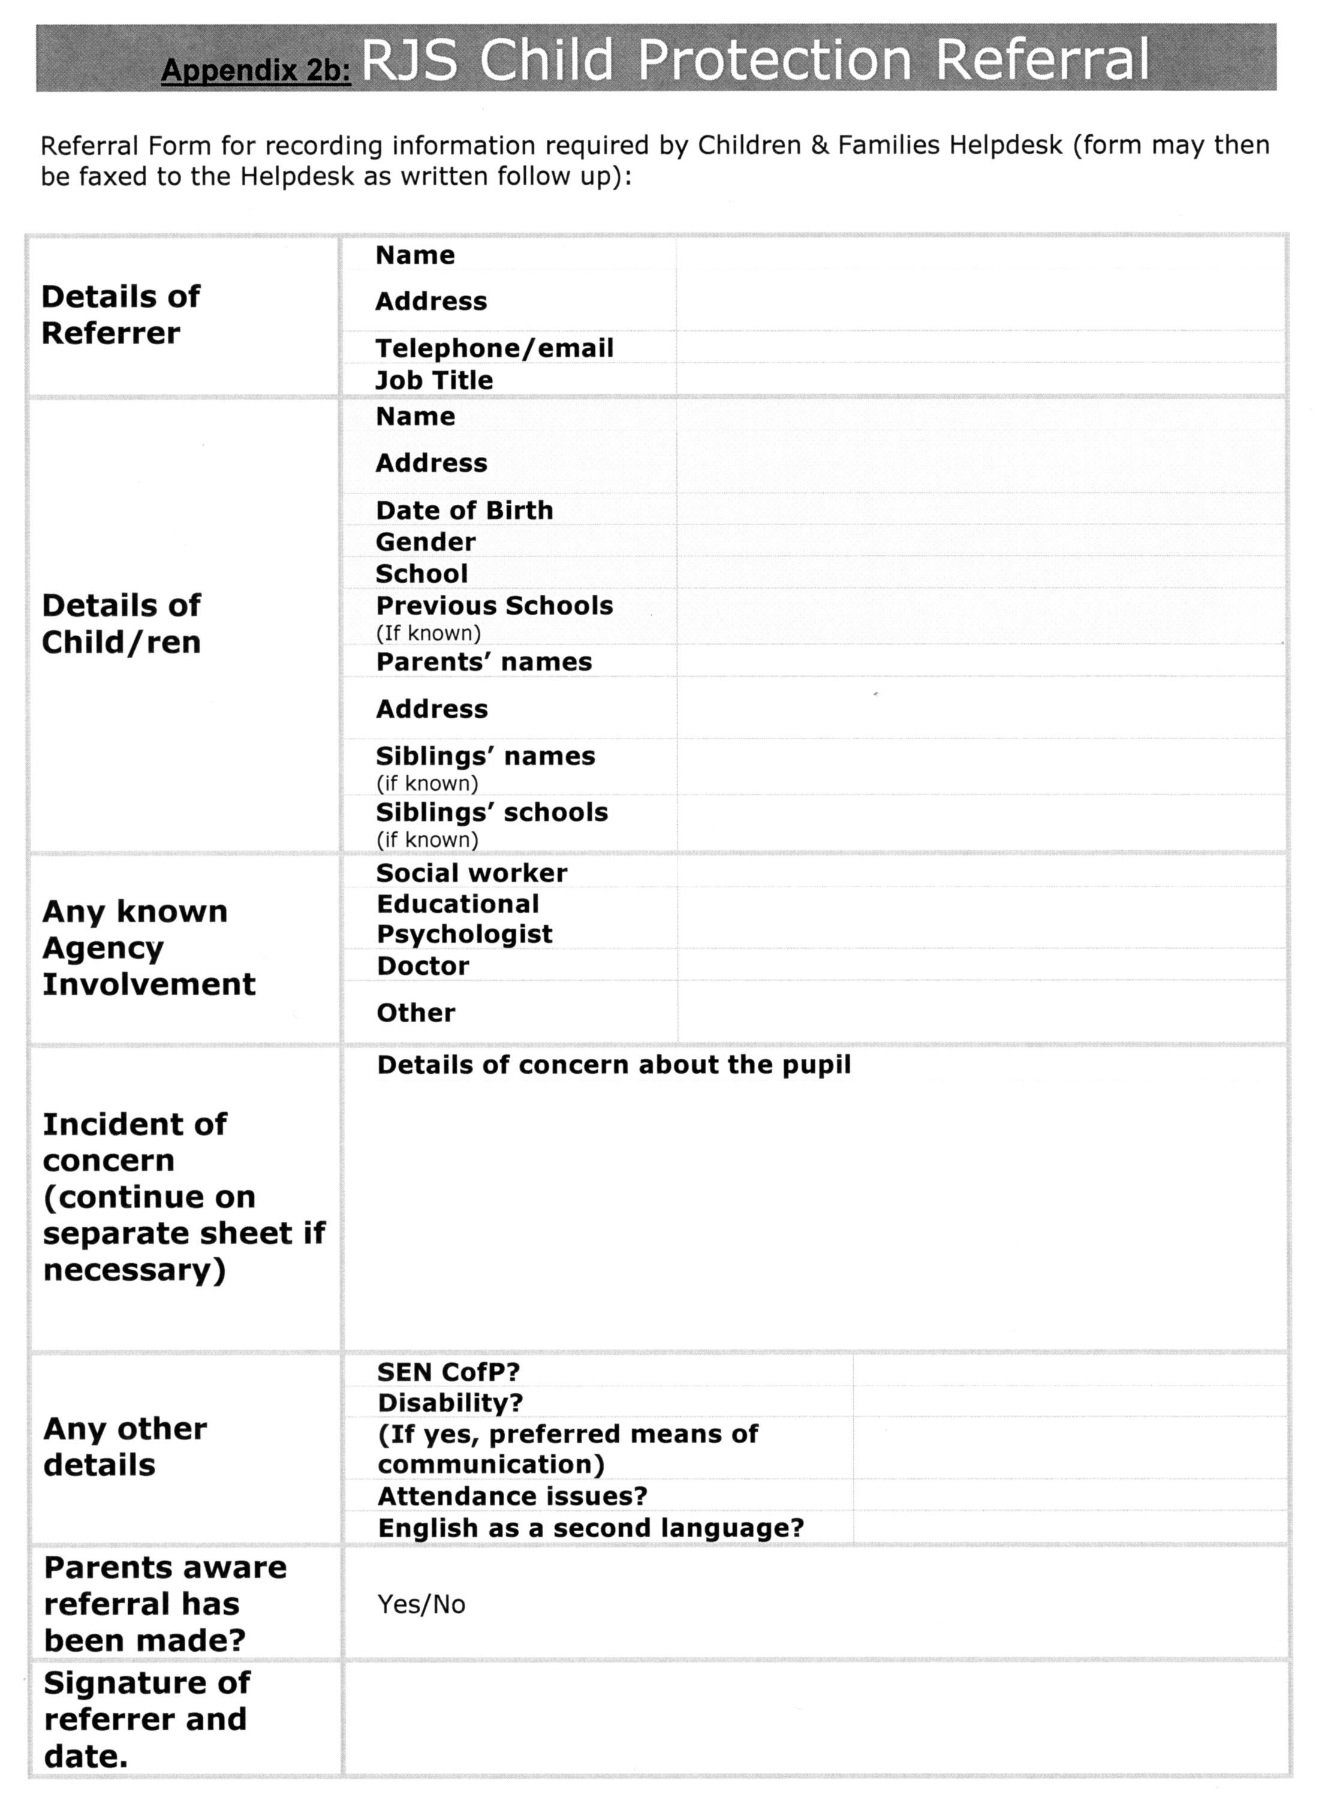 Appendix 2b: RJS Child Protection Referral
Referral Form for recording information required by Children & Families Helpdesk (form may then
be faxed to the Helpdesk as written follow up):
Details of
Referrer
Name
Address
Telephone/email
Job Title
Details of
Child/ren
Name
Address
Date of Birth
Gender
School
Previous Schools
(If known)
Parents’ names
Address
Siblings’ names
(if known)
Siblings’ schools
(if known)
Any known
Agency
Involvement
Social worker
Educational
Psychologist
Doctor
Other
Incident of
concern
(continue on
separate sheet if
necessary)
Details of concern about the pupil
Any other
details
SEN CofP?
Disability?
(If yes, preferred means of
communication)
Attendance issues?
English as a second language?
Parents aware
referral has
been made?
Yes/No
Signature of
referrer and
date.